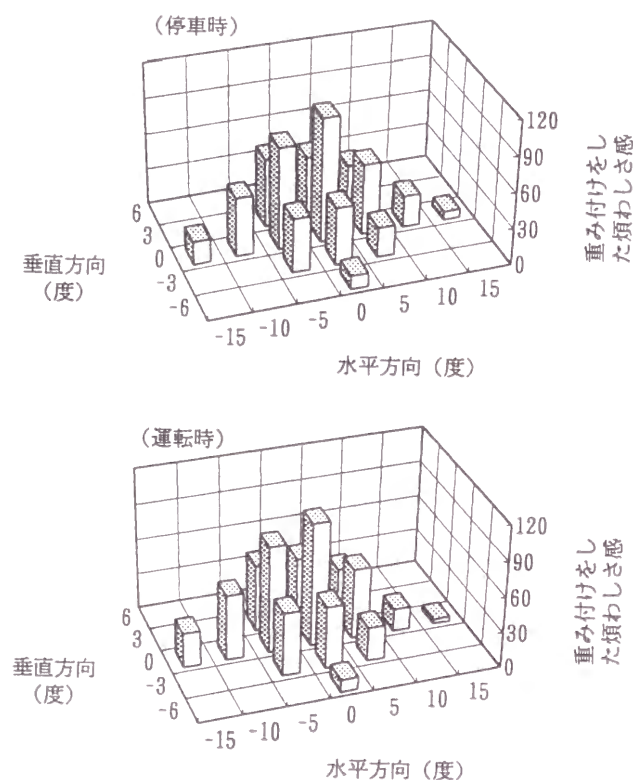 （停車時）
120
90
60
30
0
重み付けをし
た煩わしさ感
6
3
0
-3
-6
垂直方向
（度）
-15
-10
-5
0
5
10
15
水平方向（度）
（運転時）
120
90
60
30
0
重み付けをし
た煩わしさ感
6
3
0
-3
-6
垂直方向
（度）
-15
-10
-5
0
5
10
15
水平方向（度）